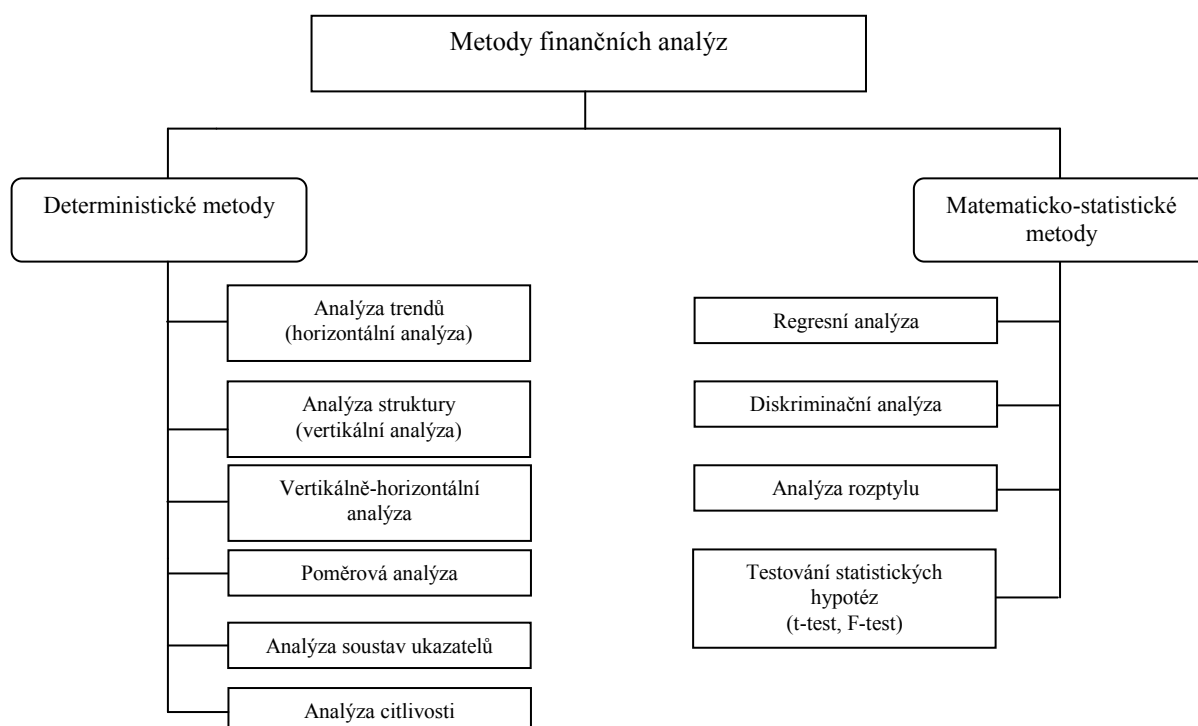 Metody finančních analýz
Deterministické metody
Analýza trendů
(horizontální analýza)
Analýza struktury
(vertikální analýza)
Vertikálně-horizontální
analýza
Poměrová analýza
Analýza soustav ukazatelů
Analýza citlivosti
Matematicko-statistické
metody
Regresní analýza
Diskriminační analýza
Analýza rozptylu
Testování statistických
hypotéz
(t-test, F-test)